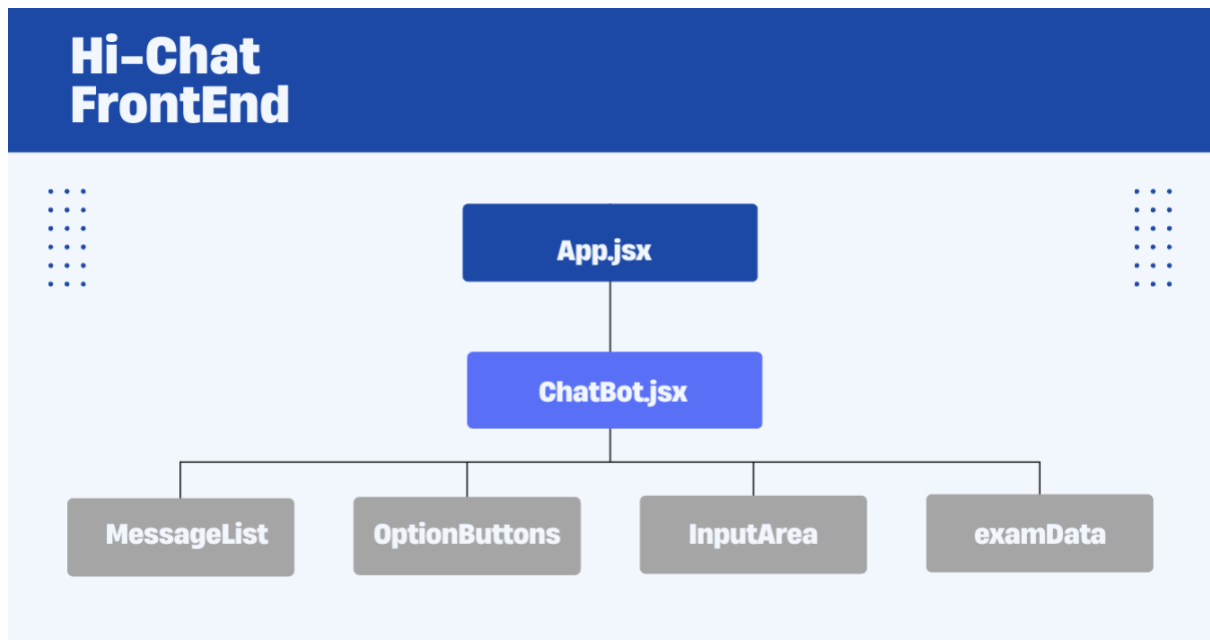 Hi-Chat
FrontEnd
App.jsx
ChatBot.jsx
MessageList
OptionButtons
InputArea
examData